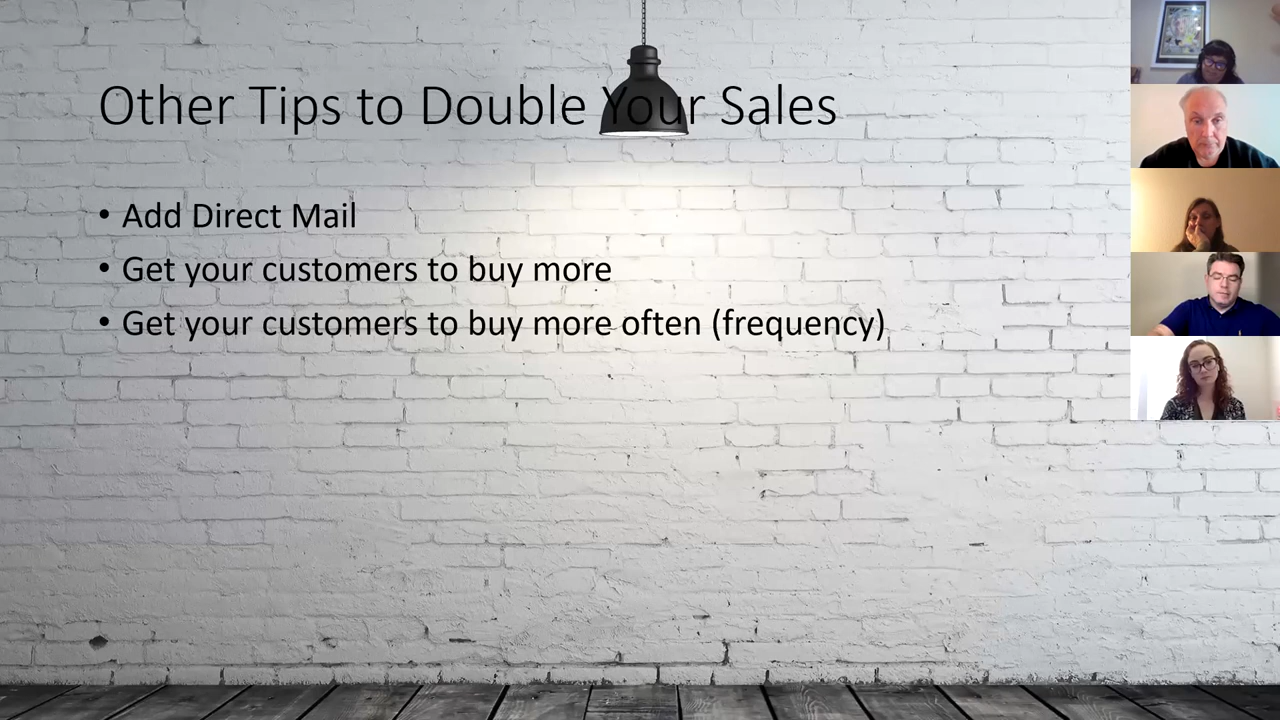 Other Tips to Double Your Sales
• Add Direct Mail
• Get your customers to buy more
• Get your customers to buy more often (frequency)